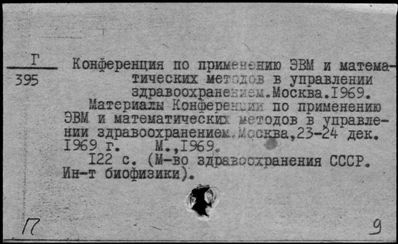 Г
395
Конференция по применению ЭВМ и матема-
тических методов в управлении
здравоохранением.Москва.1969.
Материалы Конференции по применению
ЭВМ и математических методов в управле-
нии здравоохранением.Москва,23-24 дек.
1969 г. М.,1969.
122 с. (М-во здравоохранения СССР.
Ин-т биофизики).
П 9